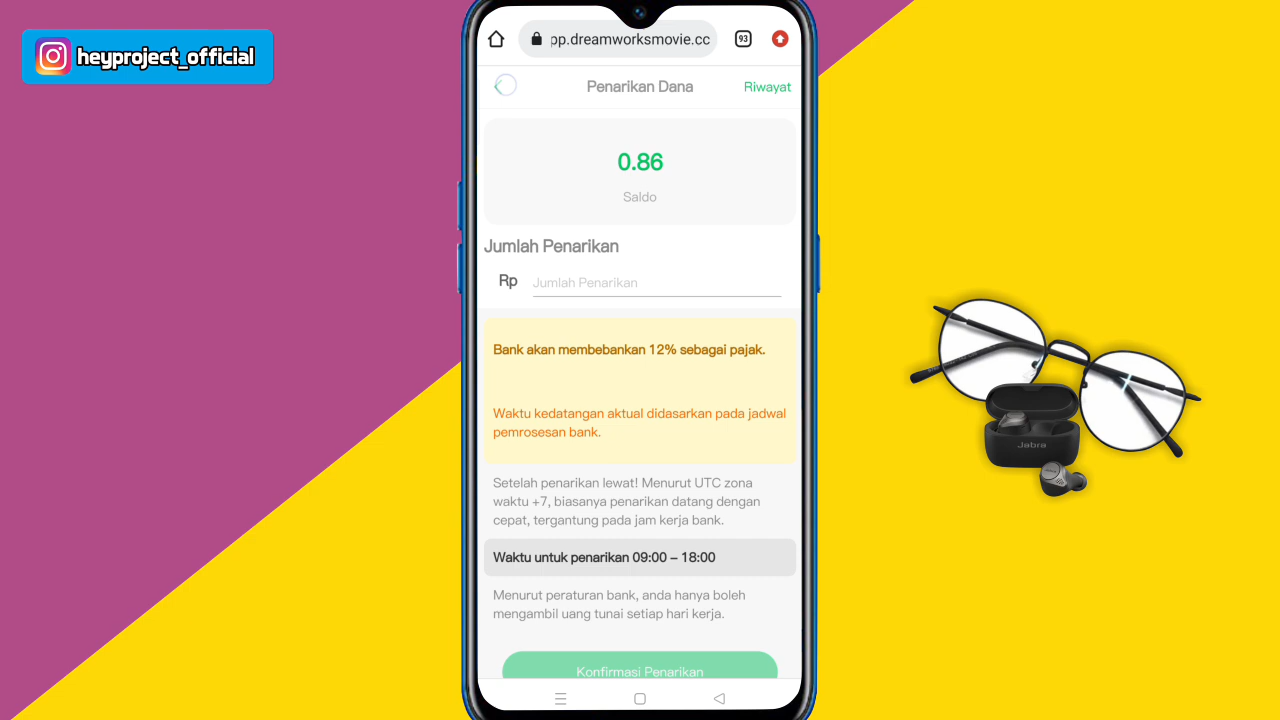 heyproject_official
pp.dreamworksmovie.cc
93
Penarikan Dana
Riwayat
0.86
Saldo
Jumlah Penarikan
Rp
Jumlah Penarikan
Bank akan membebankan 12% sebagai pajak.
Waktu kedatangan aktual didasarkan pada jadwal
pemrosesan bank.
Setelah penarikan lewat! Menurut UTC zona
waktu +7, biasanya penarikan datang dengan
cepat, tergantung pada jam kerja bank.
Waktu untuk penarikan 09:00 – 18:00
Menurut peraturan bank, anda hanya boleh
mengambil uang tunai setiap hari kerja.
Konfirmasi Penarikan
Jabra